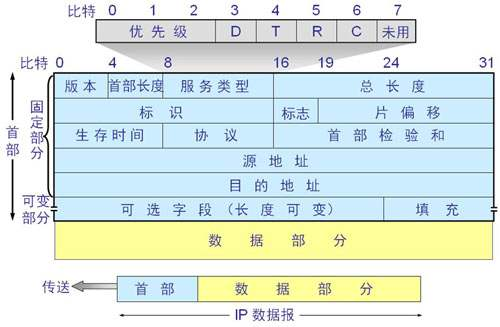 比特 0 1 2 3 4 5 6 7
优先级 D T R C 未用
比特 0 4 8 16 19 24 31
版本 首部长度 服务类型 总长度
标识 标志 片偏移
生存时间 协议 首部检验和
源地址
目的地址
可选字段（长度可变） 填充
数据部分
首部
固定部分
可变部分
传送 首部 数据部分
IP 数据报